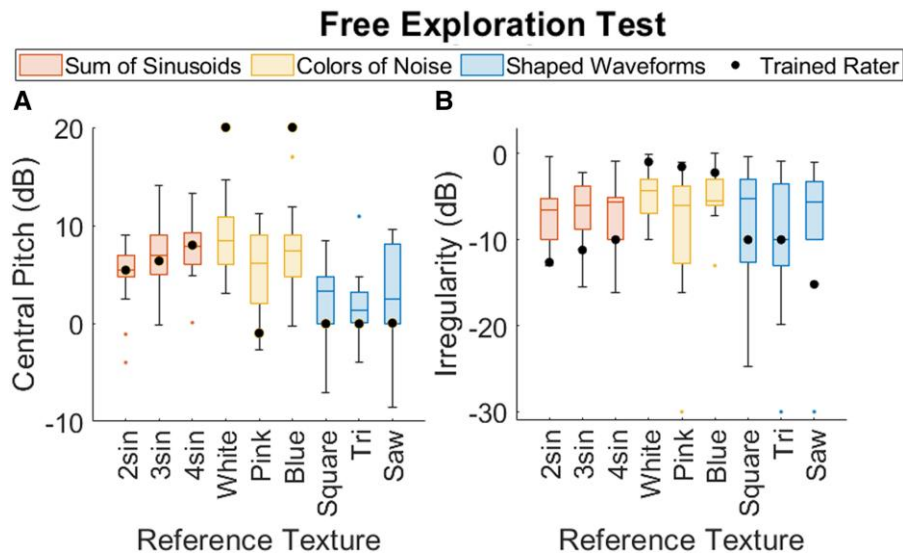 Free Exploration Test
Sum of Sinusoids Colors of Noise Shaped Waveforms Trained Rater
A
Central Pitch (dB)
20
10
0
-10
2sin 3sin 4sin White Pink Blue Square Tri Saw
Reference Texture
B
Irregularity (dB)
0
-10
-20
-30
2sin 3sin 4sin White Pink Blue Square Tri Saw
Reference Texture